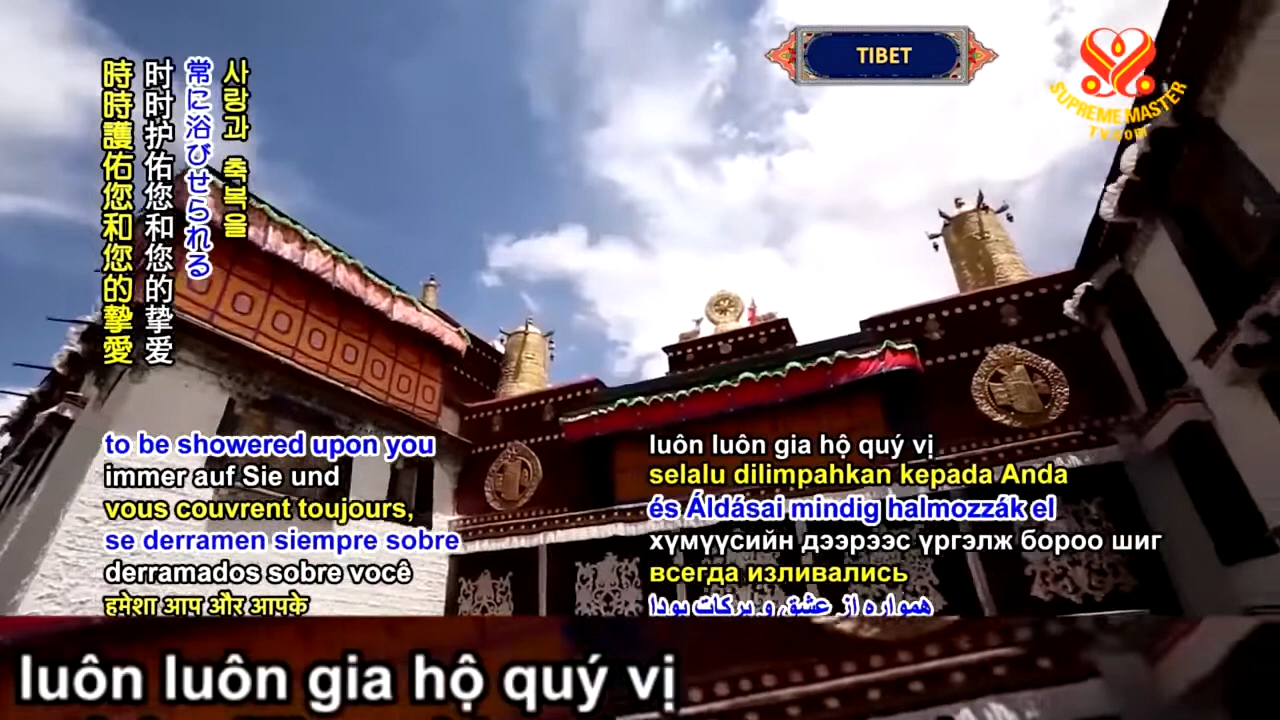 TIBET
SUPREME MASTER
TV.com
사랑과 축복을
常に浴びせられる
时时护佑您和您的挚爱
時時護佑您和您的摯愛
to be showered upon you
immer auf Sie und
vous couvrent toujours,
se derramen siempre sobre
derramados sobre você
हमेशा आप और आपके
luôn luôn gia hộ quý vị
selalu dilimpahkan kepada Anda
és Áldásai mindig halmozzák el
хүмүүсийн дээрээс үргэлж бороо шиг
всегда изливались
همواره از عشق و برکات بودا
luôn luôn gia hộ quý vị